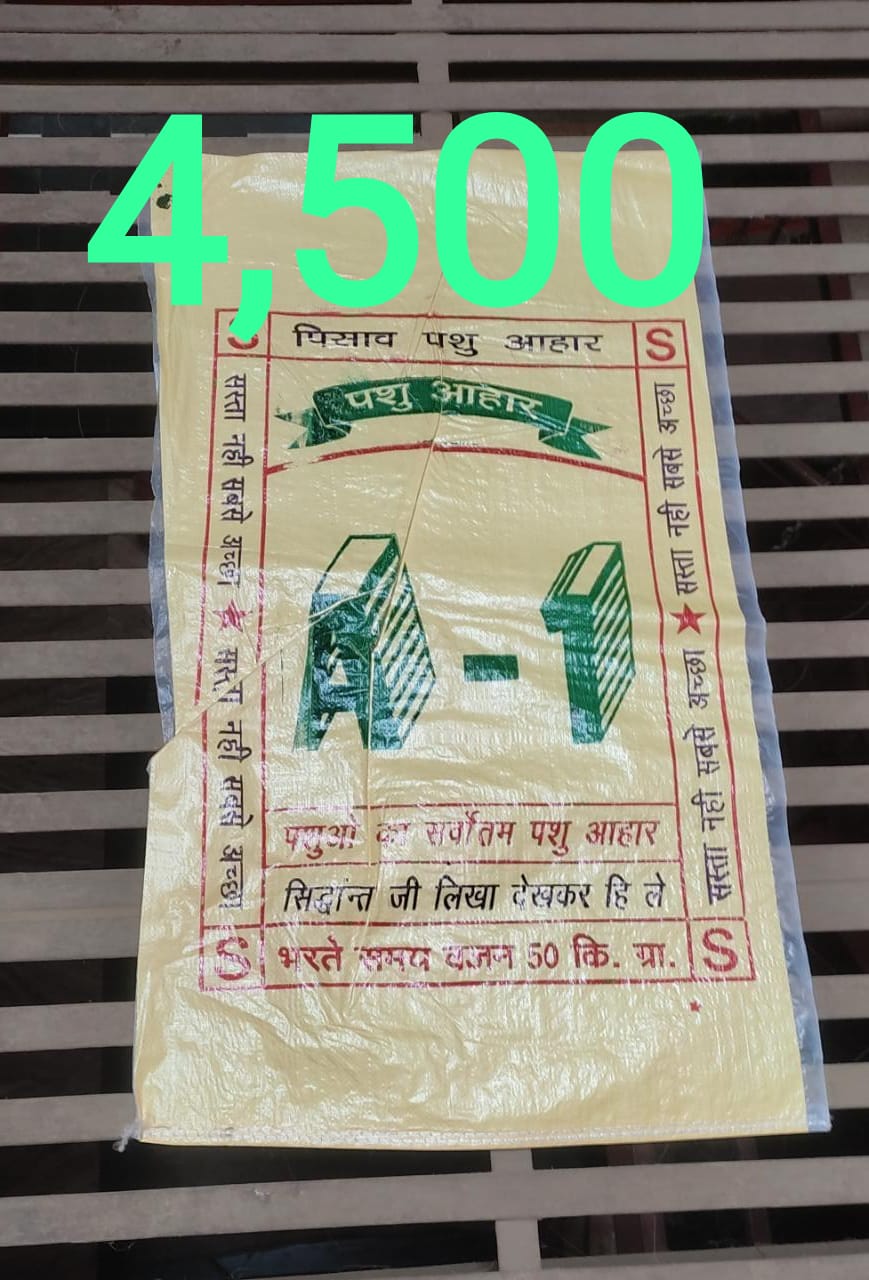 4,500
S पिसाव पशु आहार S
पशु आहार
सस्ता नही सबसे अच्छा ★ सस्ता नही सबसे अच्छा
A-1
सस्ता नही सबसे अच्छा ★ सस्ता नही सबसे अच्छा
पशुओ का सर्वोतम पशु आहार
सिद्धांन्त जी लिखा देखकर हि ले
S भरते समय वजन 50 कि. ग्रा. S